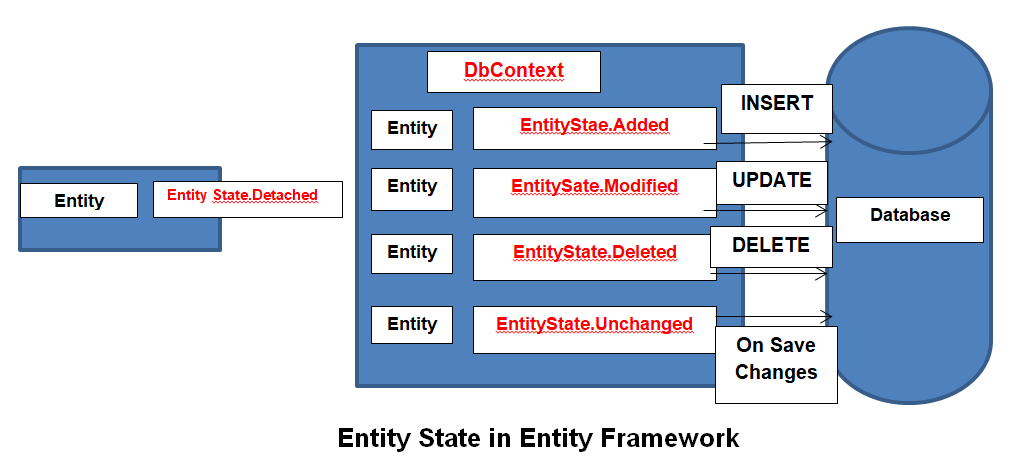 DbContext
INSERT
Entity
EntityStae.Added
Entity
EntitySate.Modified
UPDATE
Entity
Entity State.Detached
Database
Entity
EntityState.Deleted
DELETE
Entity
EntityState.Unchanged
On Save
Changes
Entity State in Entity Framework